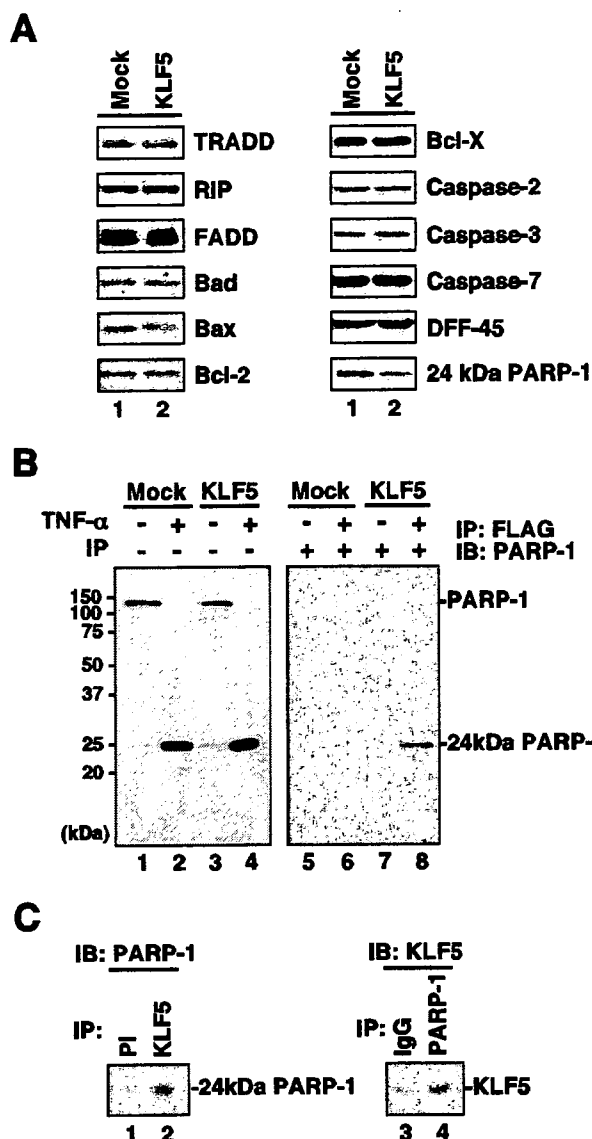 A
Mock KLF5
TRADD
RIP
FADD
Bad
Bax
Bcl-2
1 2
Mock KLF5
Bcl-X
Caspase-2
Caspase-3
Caspase-7
DFF-45
24 kDa PARP-1
1 2
B
Mock KLF5 Mock KLF5
TNF-α - + - + - + - + IP: FLAG
IP - - - - + + + + IB: PARP-1
150
100
75
50
37
25
20
(kDa)
-PARP-1
-24kDa PARP-
1 2 3 4 5 6 7 8
C
IB: PARP-1
IP: PI KLF5
-24kDa PARP-1
1 2
IB: KLF5
IP: IgG PARP-1
-KLF5
3 4